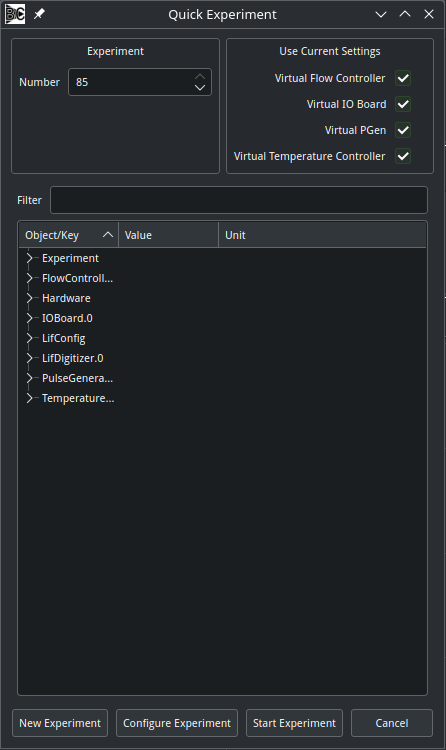 BC
Quick Experiment
Experiment
Number
85
Use Current Settings
Virtual Flow Controller
Virtual IO Board
Virtual PGen
Virtual Temperature Controller
Filter
Object/Key Value Unit
Experiment
FlowControll...
Hardware
IOBoard.0
LifConfig
LifDigitizer.0
PulseGenera...
Temperature...
New Experiment Configure Experiment Start Experiment Cancel